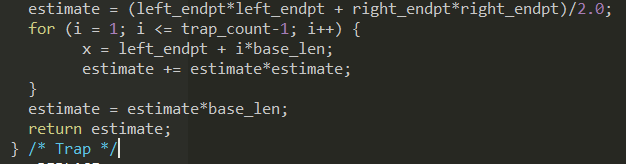 estimate = (left_endpt*left_endpt + right_endpt*right_endpt)/2.0;
for (i = 1; i <= trap_count-1; i++) {
x = left_endpt + i*base_len;
estimate += estimate*estimate;
}
estimate = estimate*base_len;
return estimate;
} /* Trap */